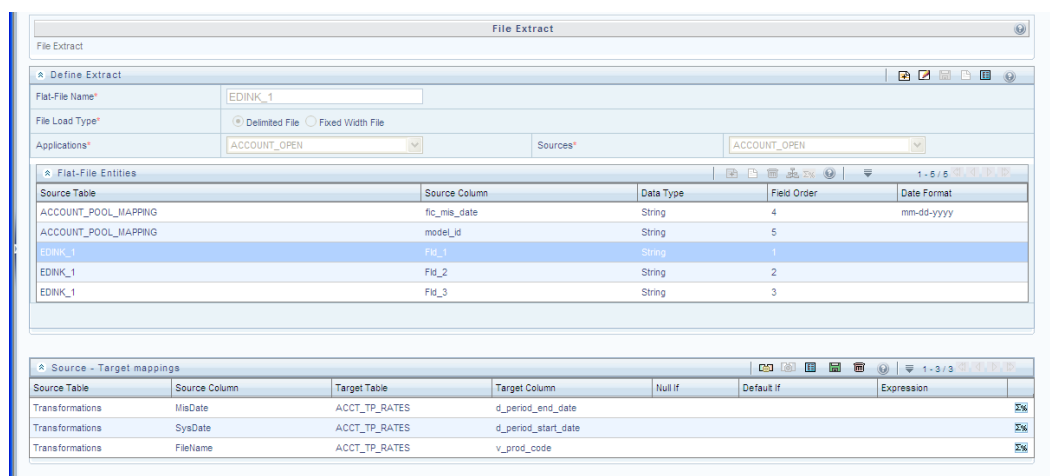 File Extract
File Extract
Define Extract
Flat-File Name* EDINK_1
File Load Type* Delimited File Fixed Width File
Applications* ACCOUNT_OPEN Sources* ACCOUNT_OPEN
Flat-File Entities 1-5/5
Source Table Source Column Data Type Field Order Date Format
ACCOUNT_POOL_MAPPING fic_mis_date String 4 mm-dd-yyyy
ACCOUNT_POOL_MAPPING model_id String 5
EDINK_1 Fld_1 String 1
EDINK_1 Fld_2 String 2
EDINK_1 Fld_3 String 3
Source - Target mappings 1-3/3
Source Table Source Column Target Table Target Column Null If Default If Expression
Transformations MisDate ACCT_TP_RATES d_period_end_date
Transformations SysDate ACCT_TP_RATES d_period_start_date
Transformations FileName ACCT_TP_RATES v_prod_code